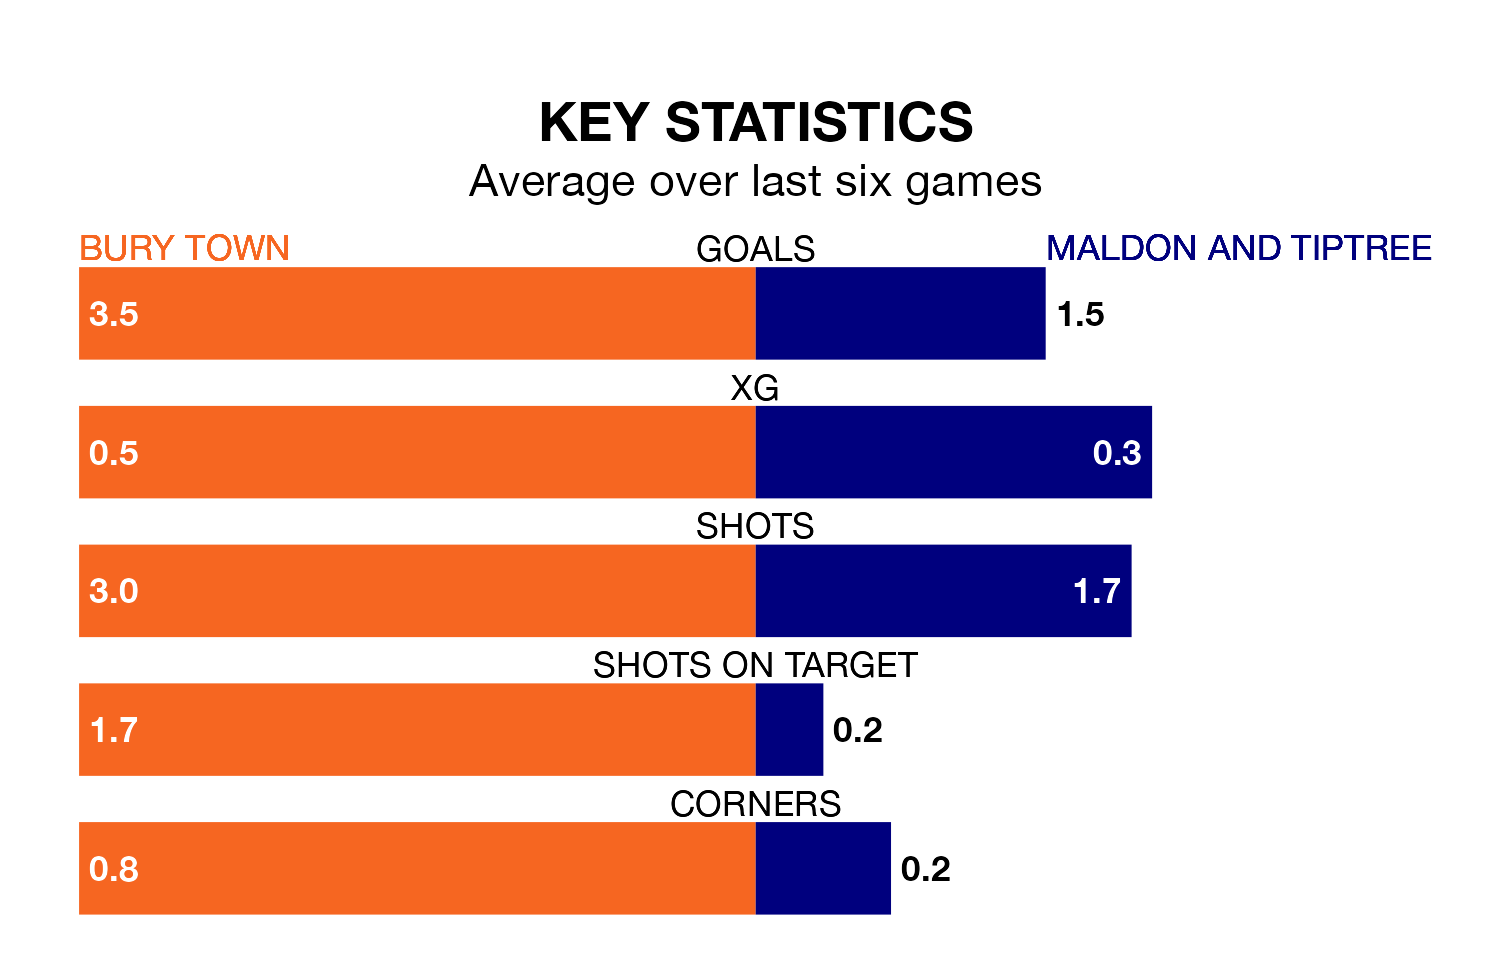 KEY STATISTICS
Average over last six games
BURY TOWN GOALS MALDON AND TIPTREE
3.5 1.5
XG
0.5 0.3
SHOTS
3.0 1.7
SHOTS ON TARGET
1.7 0.2
CORNERS
0.8 0.2